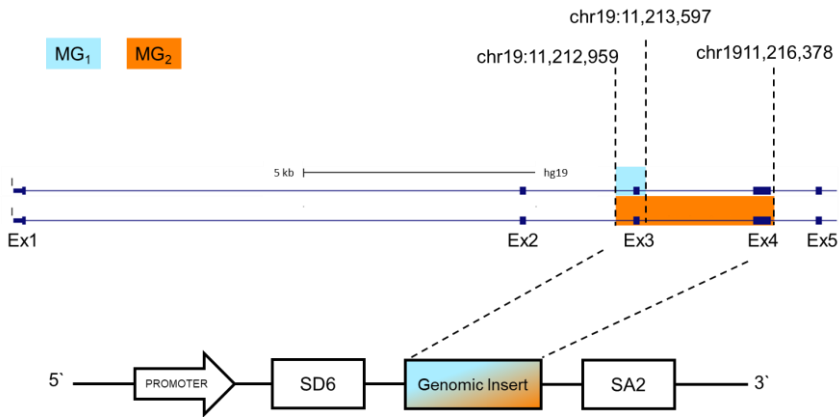 chr19:11,213,597
MG₁ MG₂
chr19:11,212,959 chr1911,216,378
5 kb hg19
Ex1 Ex2 Ex3 Ex4 Ex5
5` PROMOTER SD6 Genomic Insert SA2 3`